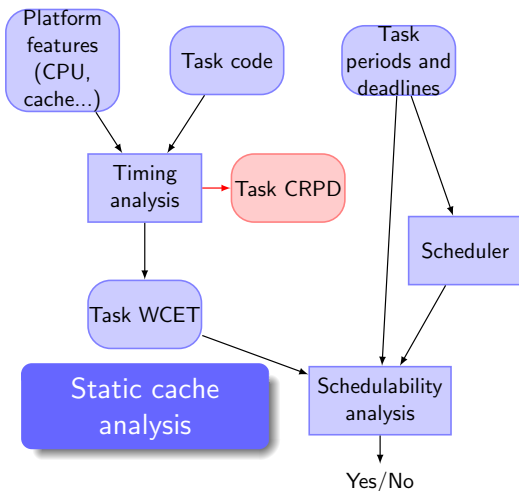 Platform
features
(CPU,
cache...)
Task code
Task
periods and
deadlines
Timing
analysis
Task CRPD
Scheduler
Task WCET
Static cache
analysis
Schedulability
analysis
Yes/No